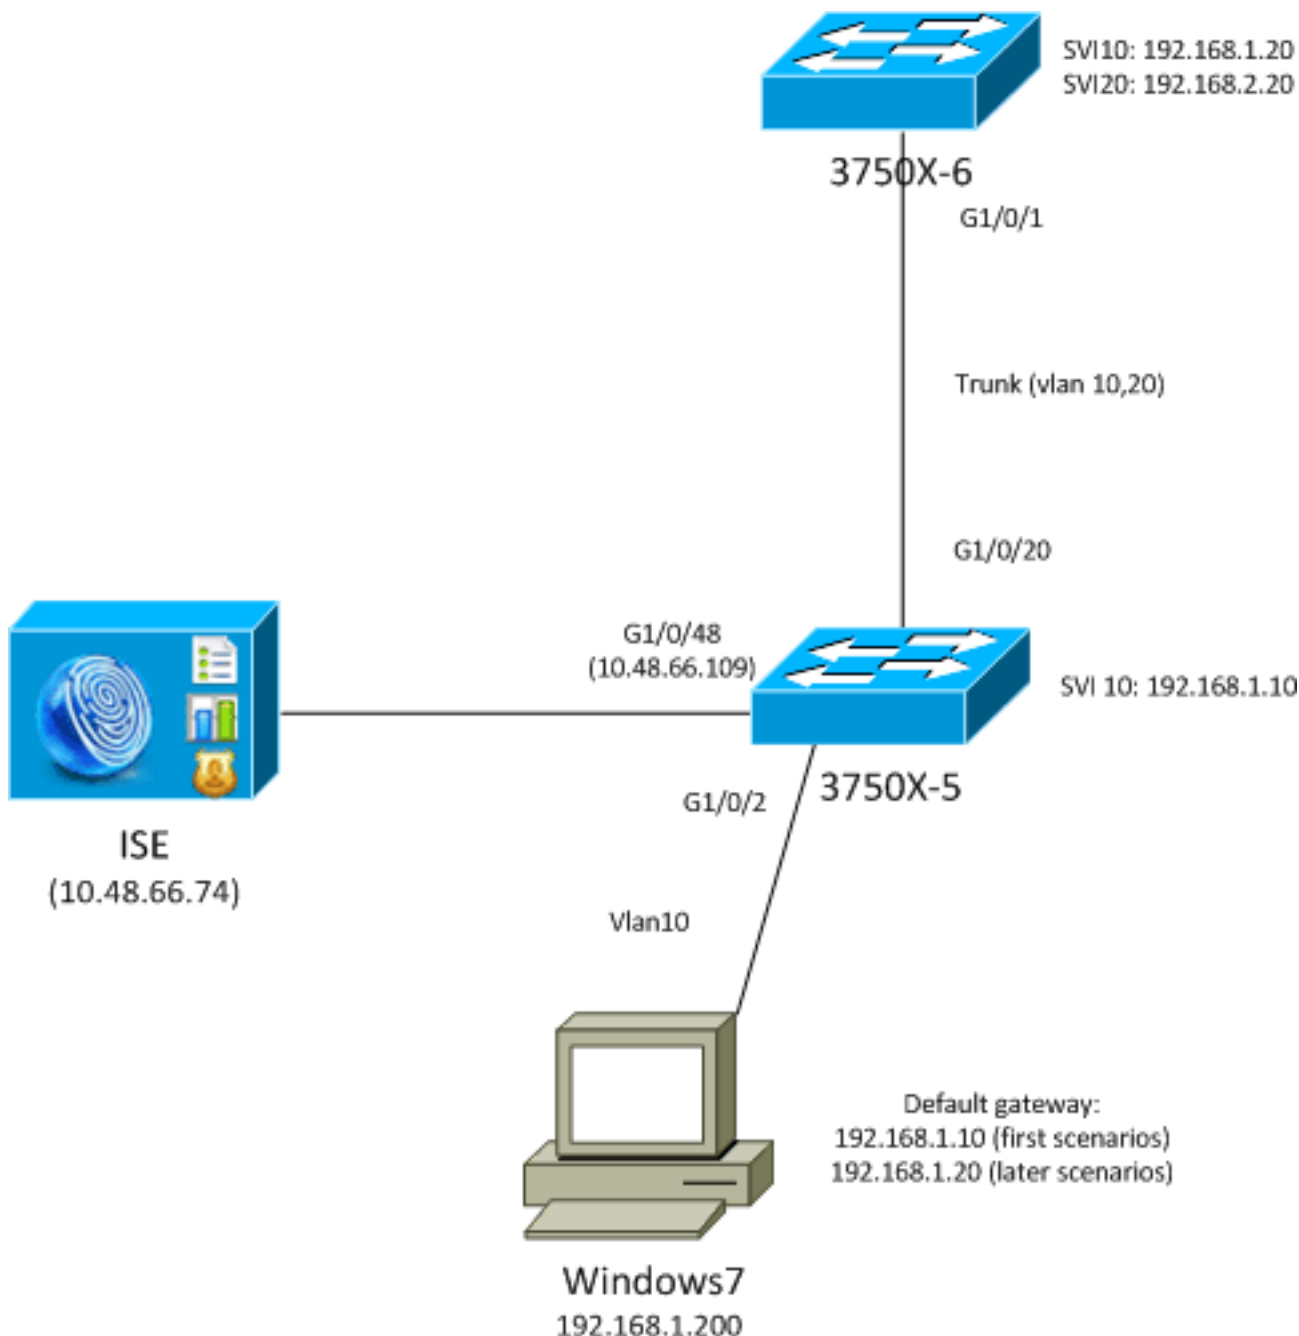 SVI10: 192.168.1.20
SVI20: 192.168.2.20
3750X-6
G1/0/1
Trunk (vlan 10,20)
G1/0/20
G1/0/48
(10.48.66.109)
SVI 10: 192.168.1.10
3750X-5
G1/0/2
ISE
(10.48.66.74)
Vlan10
Default gateway:
192.168.1.10 (first scenarios)
192.168.1.20 (later scenarios)
Windows7
192.168.1.200